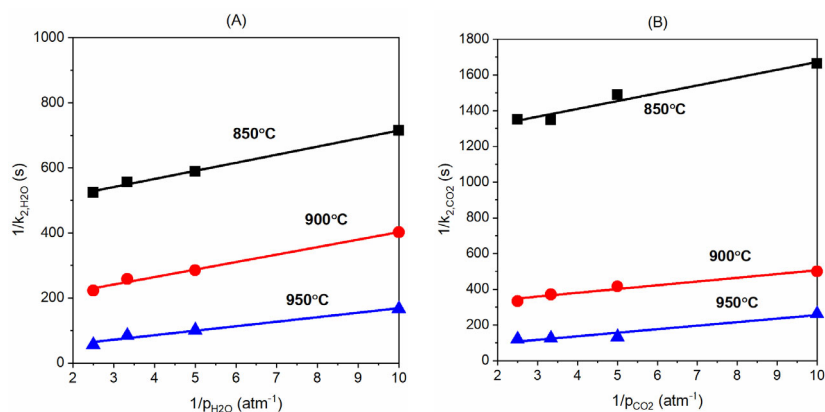 (A)
1000
800
600
400
200
0
1/k2,H2O (s)
850°C
900°C
950°C
2 3 4 5 6 7 8 9 10
1/pH2O (atm-1)
(B)
1800
1600
1400
1200
1000
800
600
400
200
0
1/k2,CO2 (s)
850°C
900°C
950°C
2 3 4 5 6 7 8 9 10
1/pCO2 (atm-1)